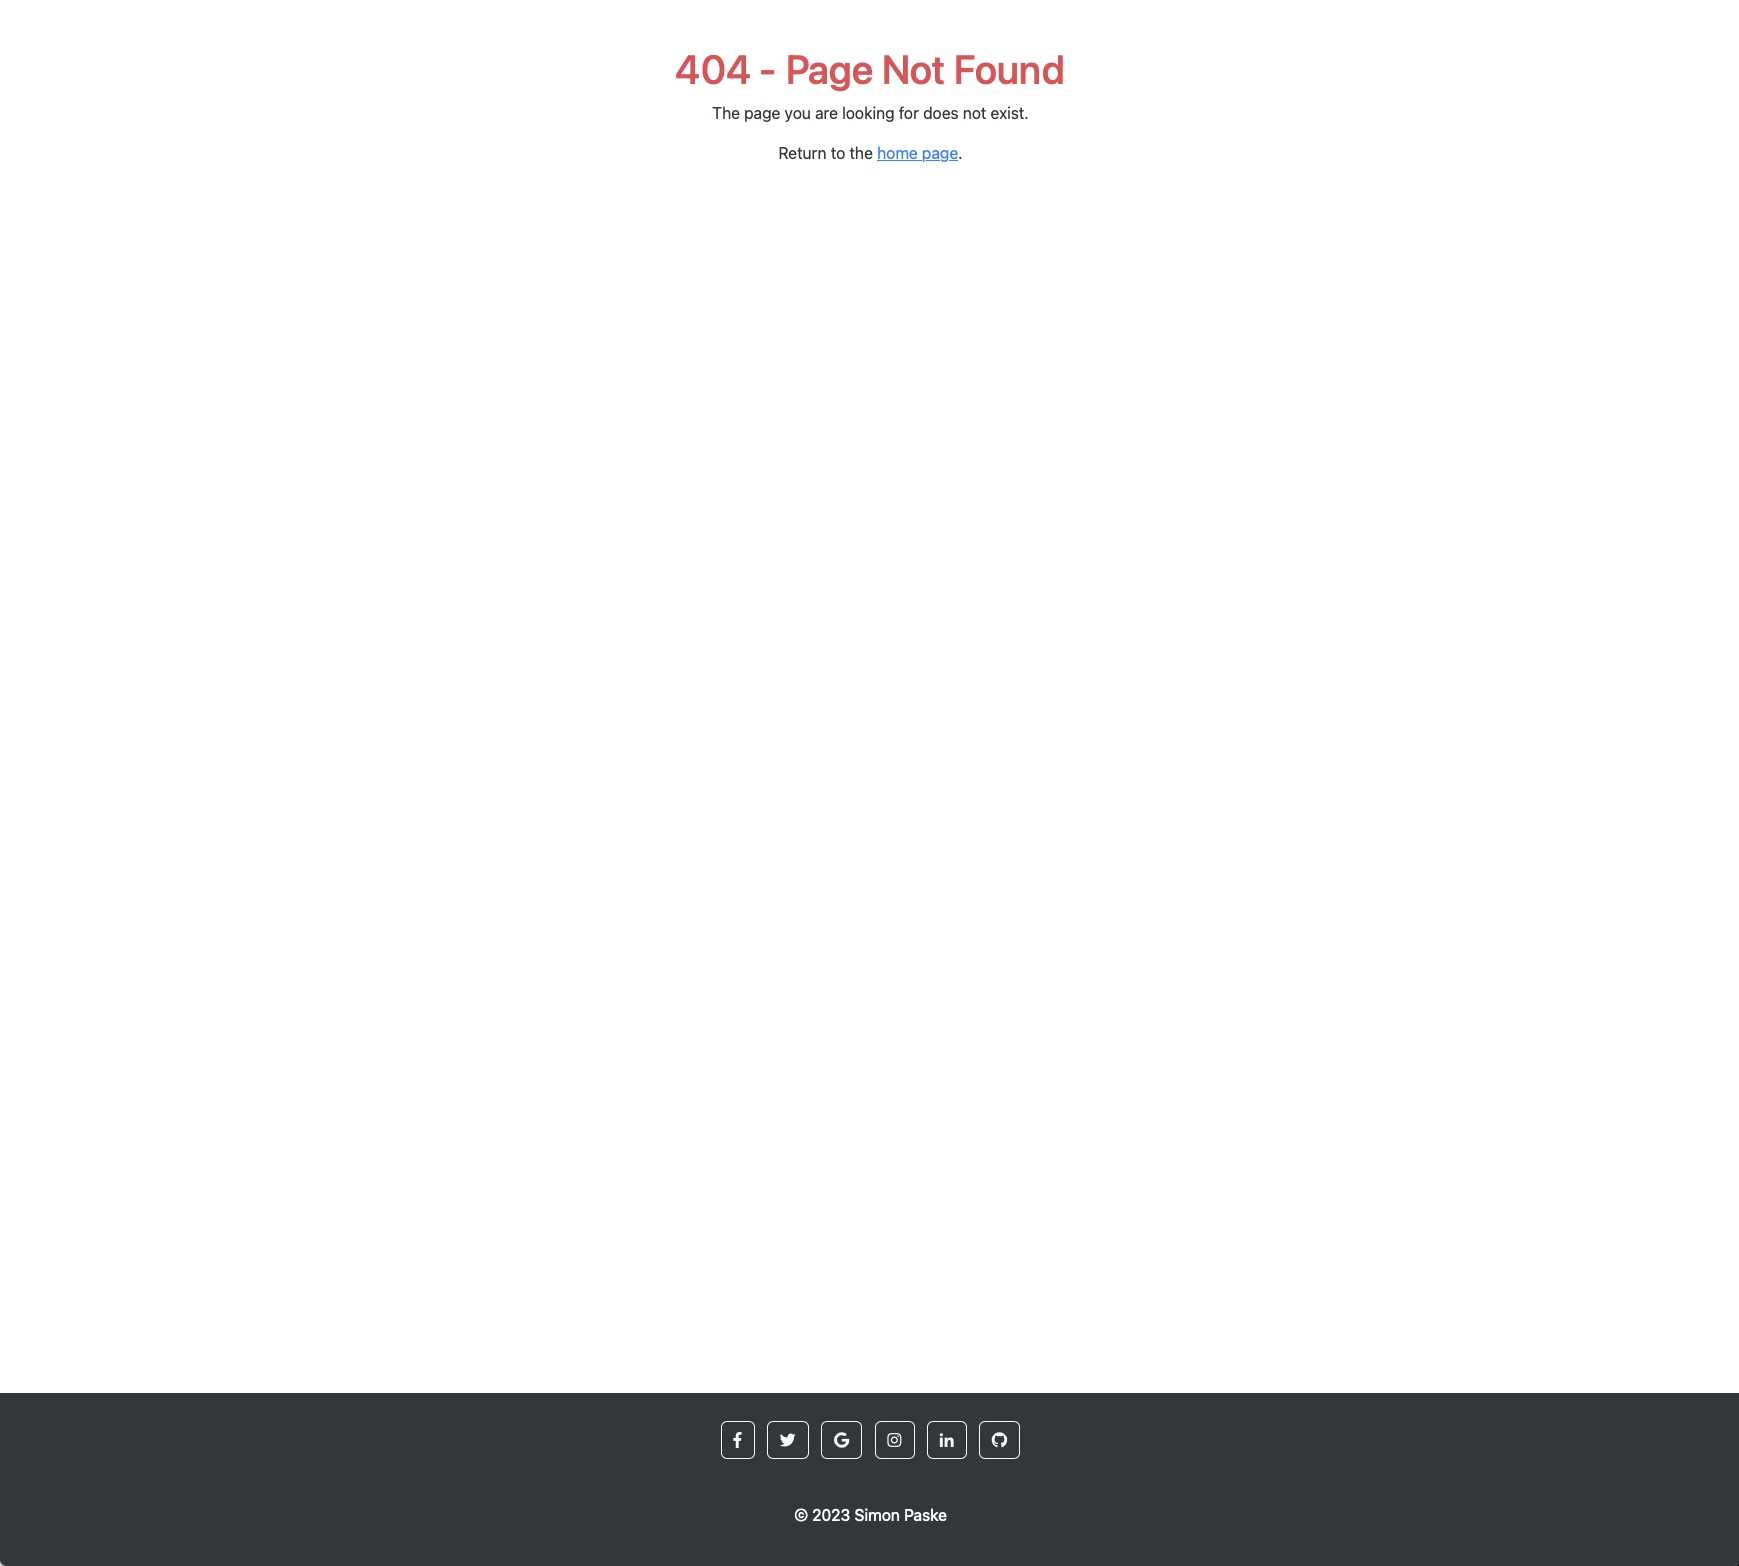 404 - Page Not Found
The page you are looking for does not exist.
Return to the home page.
© 2023 Simon Paske